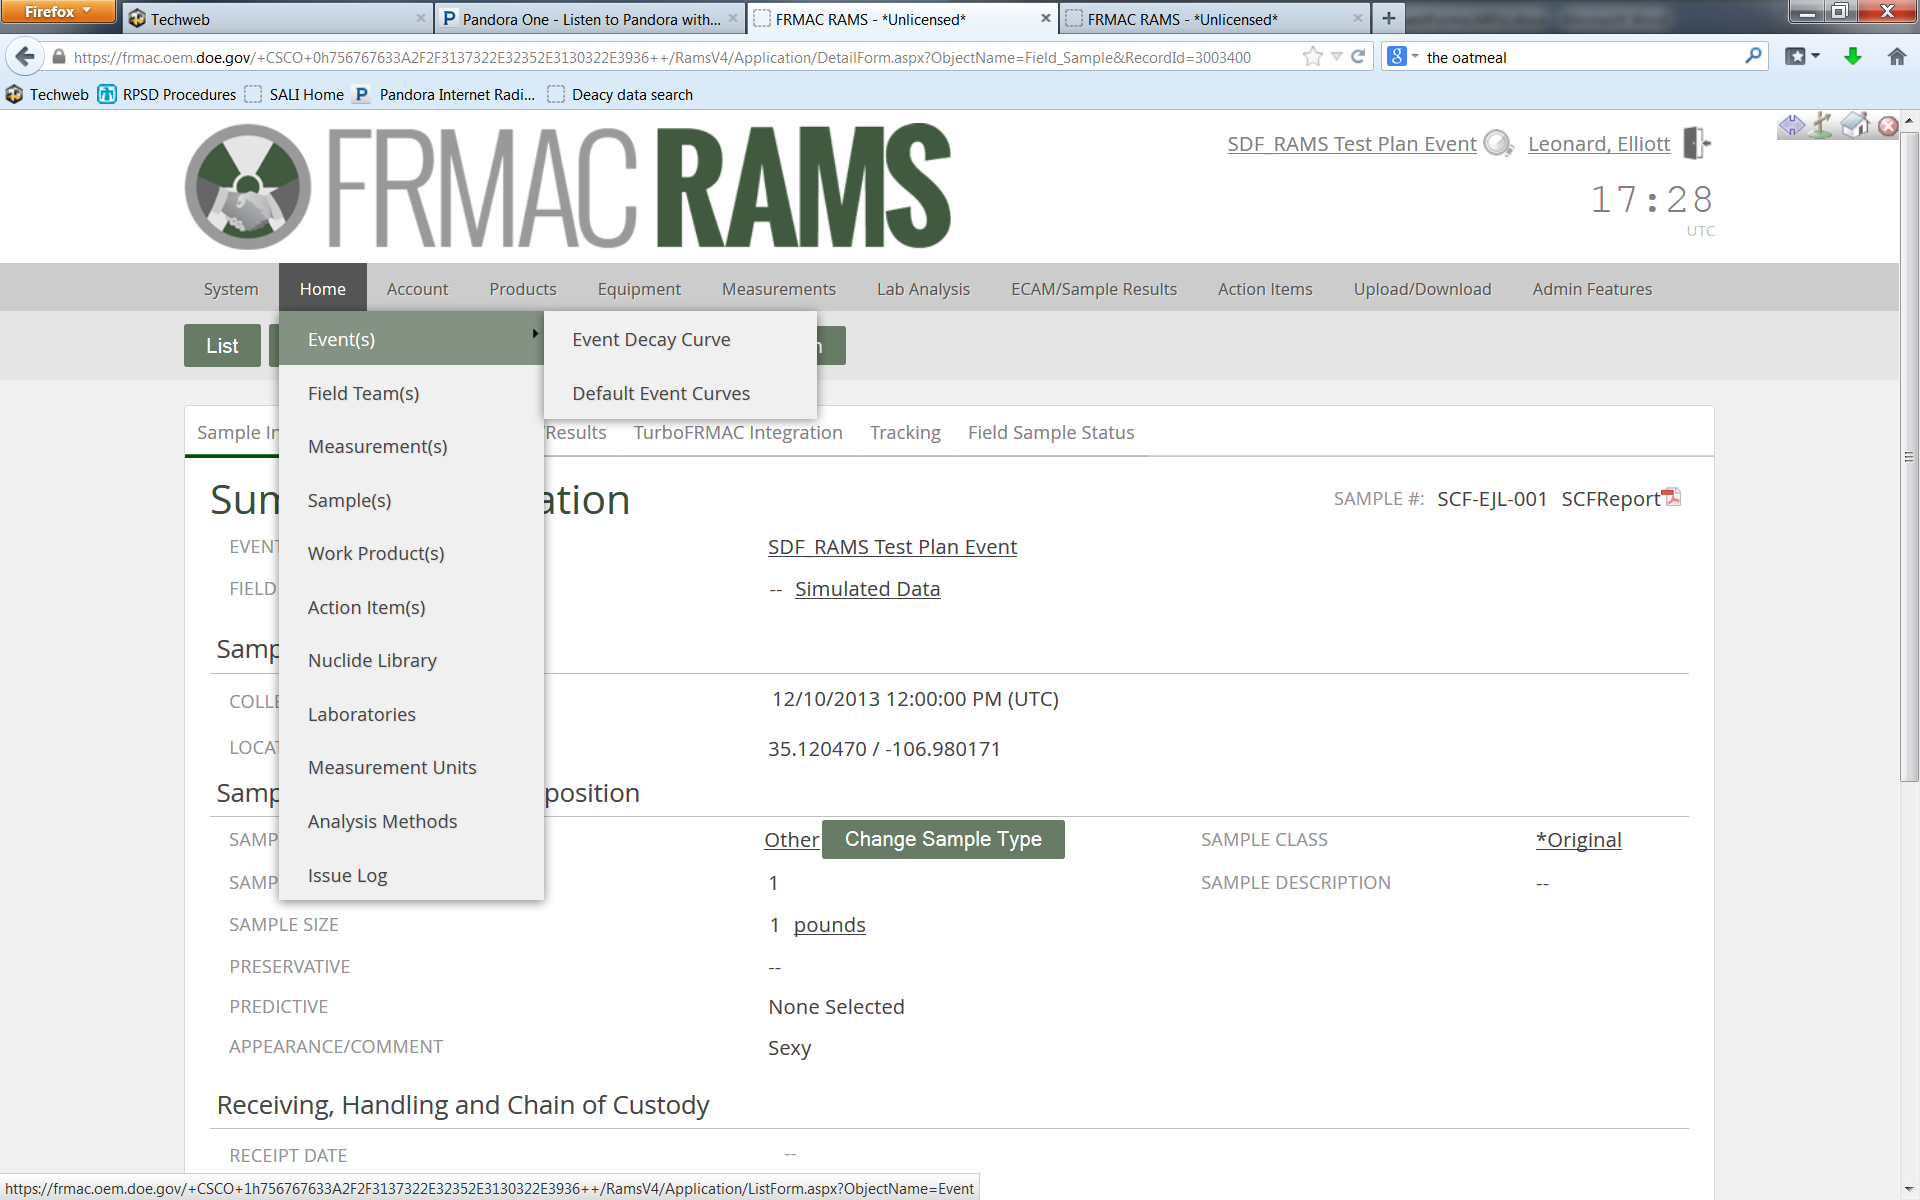 Firefox
Techweb
Pandora One - Listen to Pandora with...
FRMAC RAMS - *Unlicensed*
FRMAC RAMS - *Unlicensed*
https://frmac.oem.doe.gov/+CSCO+0h756767633A2F2F3137322E32352E3130322E3936++/RamsV4/Application/DetailForm.aspx?ObjectName=Field_Sample&RecordId=3003400
the oatmeal
Techweb RPSD Procedures SALI Home Pandora Internet Radi... Deacy data search
FRMAC RAMS
SDF_RAMS Test Plan Event Leonard, Elliott
17:28
UTC
System Home Account Products Equipment Measurements Lab Analysis ECAM/Sample Results Action Items Upload/Download Admin Features
List
Event(s)
Field Team(s)
Measurement(s)
Sample(s)
Work Product(s)
Action Item(s)
Nuclide Library
Laboratories
Measurement Units
Analysis Methods
Issue Log
Event Decay Curve
Default Event Curves
Sample In /Results TurboFRMAC Integration Tracking Field Sample Status
Sum ation SAMPLE #: SCF-EJL-001 SCFReport
EVENT SDF_RAMS Test Plan Event
FIELD -- Simulated Data
Samp
COLLE 12/10/2013 12:00:00 PM (UTC)
LOCAT 35.120470 / -106.980171
Samp position
SAMP Other Change Sample Type SAMPLE CLASS *Original
SAMP 1 SAMPLE DESCRIPTION --
SAMPLE SIZE 1 pounds
PRESERVATIVE --
PREDICTIVE None Selected
APPEARANCE/COMMENT Sexy
Receiving, Handling and Chain of Custody
RECEIPT DATE --
https://frmac.oem.doe.gov/+CSCO+1h756767633A2F2F3137322E32352E3130322E3936++/RamsV4/Application/ListForm.aspx?ObjectName=Event